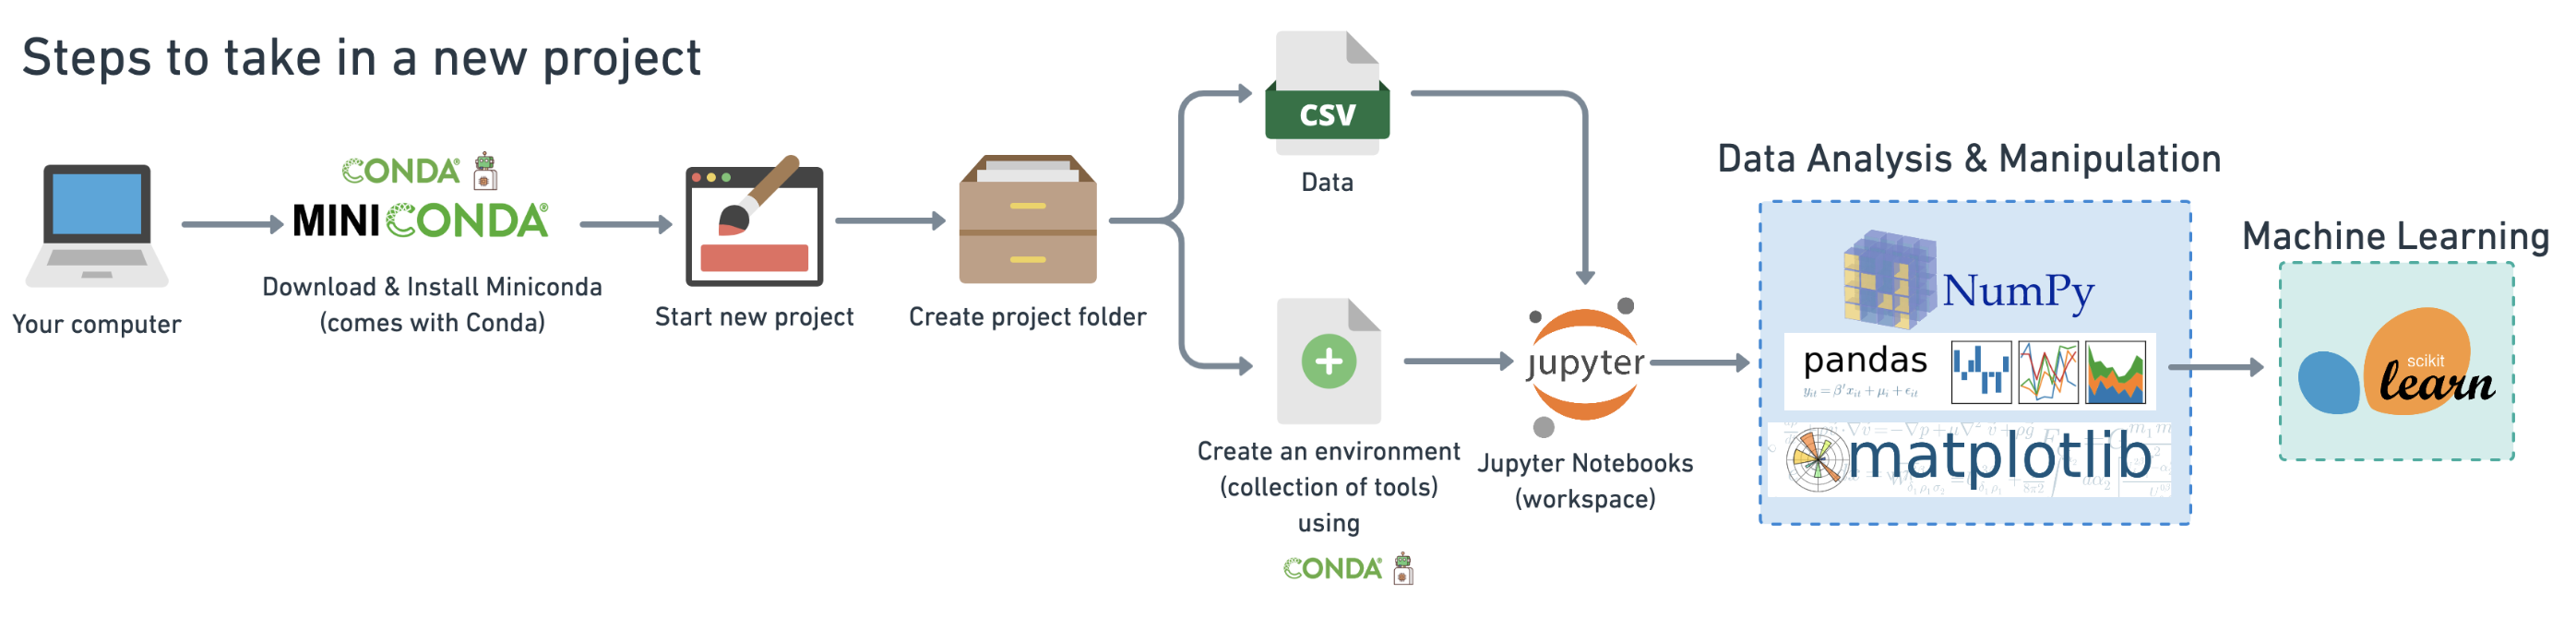 Steps to take in a new project
Your computer
CONDA
MINICONDA
Download & Install Miniconda
(comes with Conda)
Start new project
Create project folder
CSV
Data
Create an environment
(collection of tools)
using
CONDA
jupyter
Jupyter Notebooks
(workspace)
Data Analysis & Manipulation
NumPy
pandas
matplotlib
Machine Learning
scikit
learn